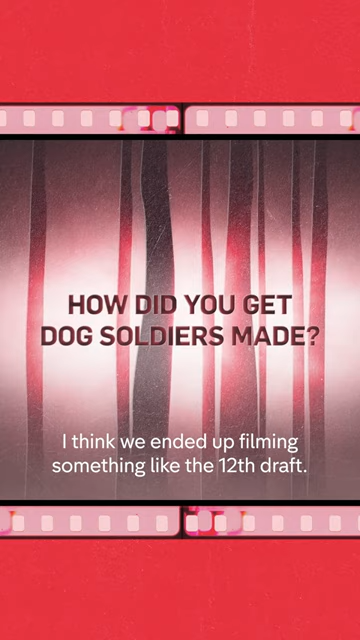 HOW DID YOU GET
DOG SOLDIERS MADE?
I think we ended up filming
something like the 12th draft.